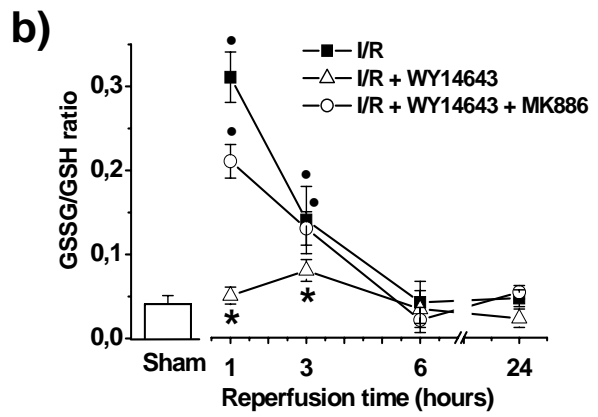 b)
I/R
I/R + WY14643
I/R + WY14643 + MK886
GSSG/GSH ratio
0,3
0,2
0,1
0,0
*
*
Sham
1 3 6 24
Reperfusion time (hours)